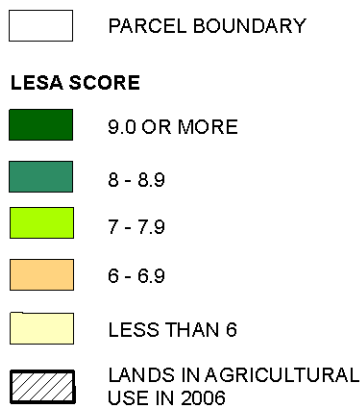 PARCEL BOUNDARY
LESA SCORE
9.0 OR MORE
8 - 8.9
7 - 7.9
6 - 6.9
LESS THAN 6
LANDS IN AGRICULTURAL
USE IN 2006